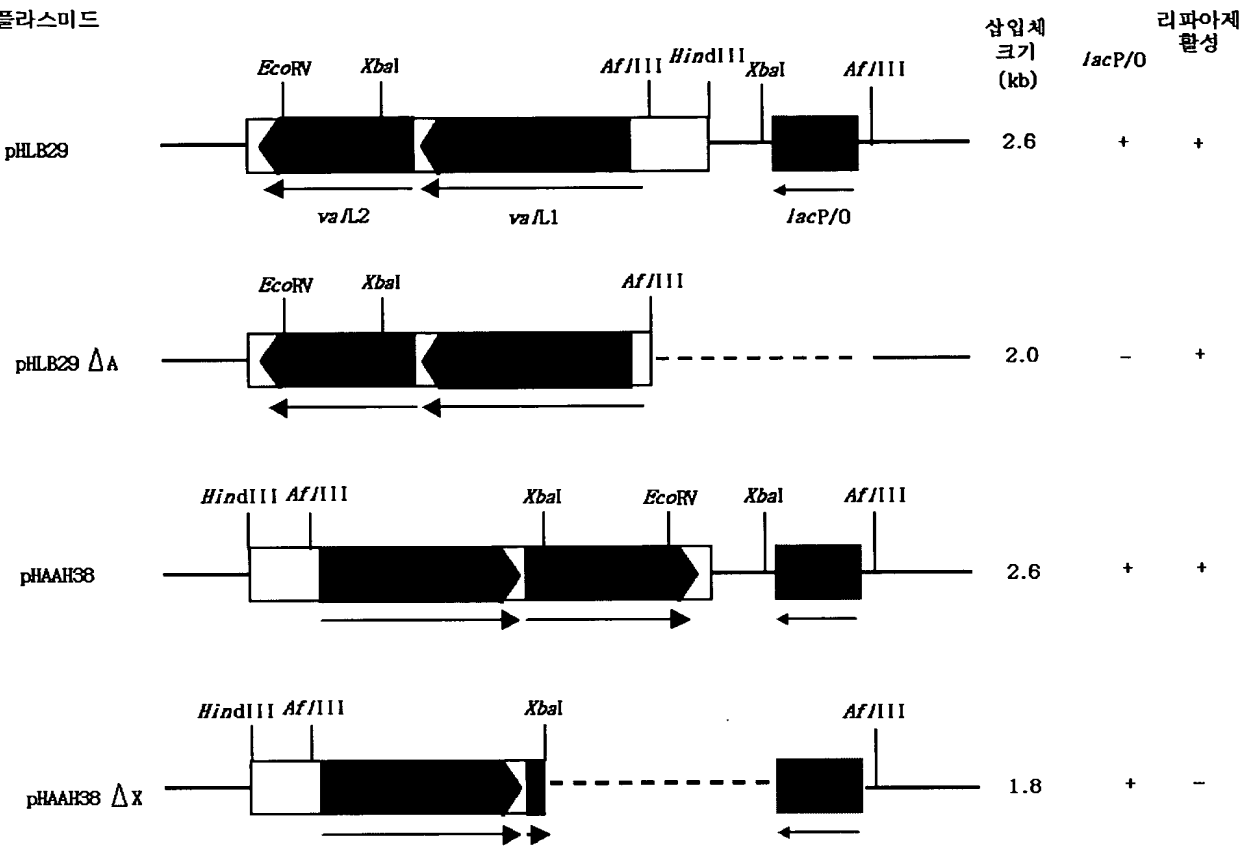 플라스미드
삽입체 크기 (kb)
lacP/O
리파아제 활성
EcoRV XbaI AflIII HindIII XbaI AflIII
pHLB29 2.6 + +
valL2 valL1 lacP/O
EcoRV XbaI AflIII
pHLB29 ΔA 2.0 - +
HindIII AflIII XbaI EcoRV XbaI AflIII
pHAAH38 2.6 + +
HindIII AflIII XbaI AflIII
pHAAH38 ΔX 1.8 + -